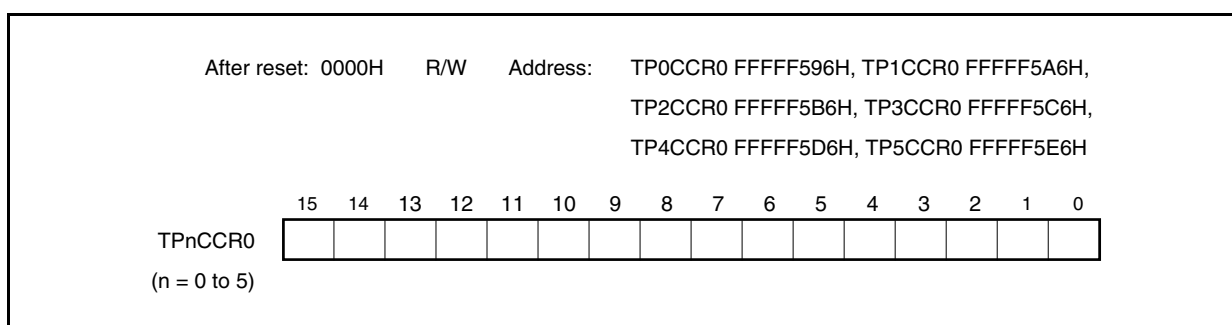 After reset: 0000H R/W Address: TP0CCR0 FFFFF596H, TP1CCR0 FFFFF5A6H,
TP2CCR0 FFFFF5B6H, TP3CCR0 FFFFF5C6H,
TP4CCR0 FFFFF5D6H, TP5CCR0 FFFFF5E6H
15 14 13 12 11 10 9 8 7 6 5 4 3 2 1 0
TPnCCR0
(n = 0 to 5)